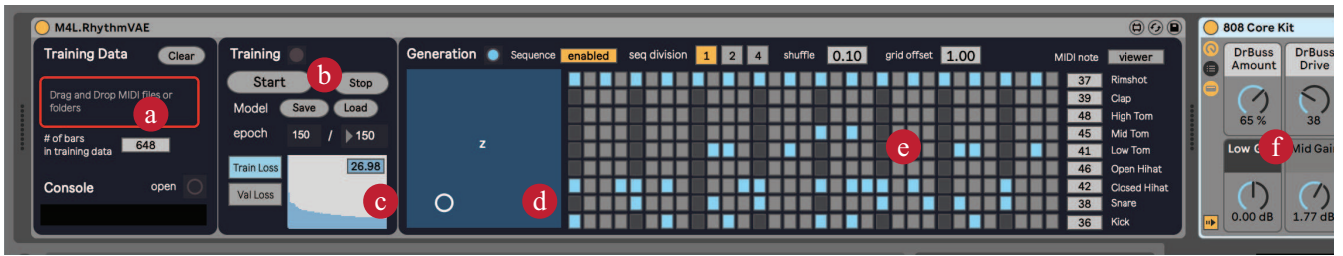 M4L.RhythmVAE
Training Data Clear
Drag and Drop MIDI files or
folders
a
# of bars
in training data 648
Console open
Training
Start b Stop
Model Save Load
epoch 150 / 150
Train Loss 26.98
Val Loss
c
Generation Sequence enabled seq division 1 2 4 shuffle 0.10 grid offset 1.00 MIDI note viewer
z
d
e
37 Rimshot
39 Clap
48 High Tom
45 Mid Tom
41 Low Tom
46 Open Hihat
42 Closed Hihat
38 Snare
36 Kick
808 Core Kit
DrBuss DrBuss
Amount Drive
65 % 38
Low G f Mid Gain
0.00 dB 1.77 dB